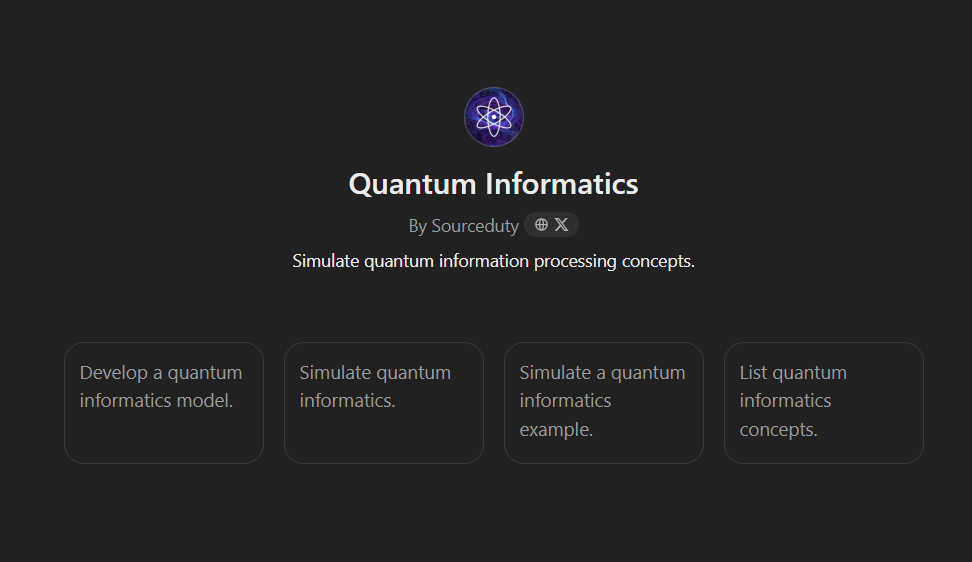 Quantum Informatics
By Sourceduty
Simulate quantum information processing concepts.
Develop a quantum
informatics model.
Simulate quantum
informatics.
Simulate a quantum
informatics
example.
List quantum
informatics
concepts.